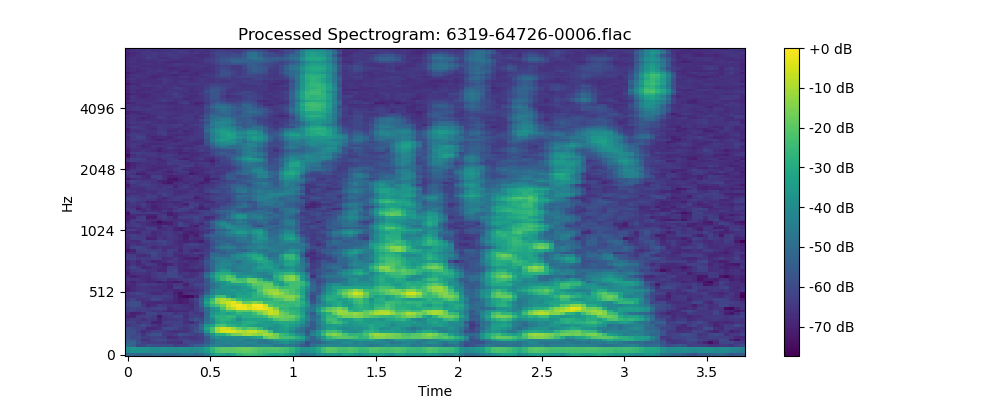 Processed Spectrogram: 6319-64726-0006.flac
Hz
4096
2048
1024
512
0
0
0.5
1
1.5
2
2.5
3
3.5
Time
+0 dB
-10 dB
-20 dB
-30 dB
-40 dB
-50 dB
-60 dB
-70 dB